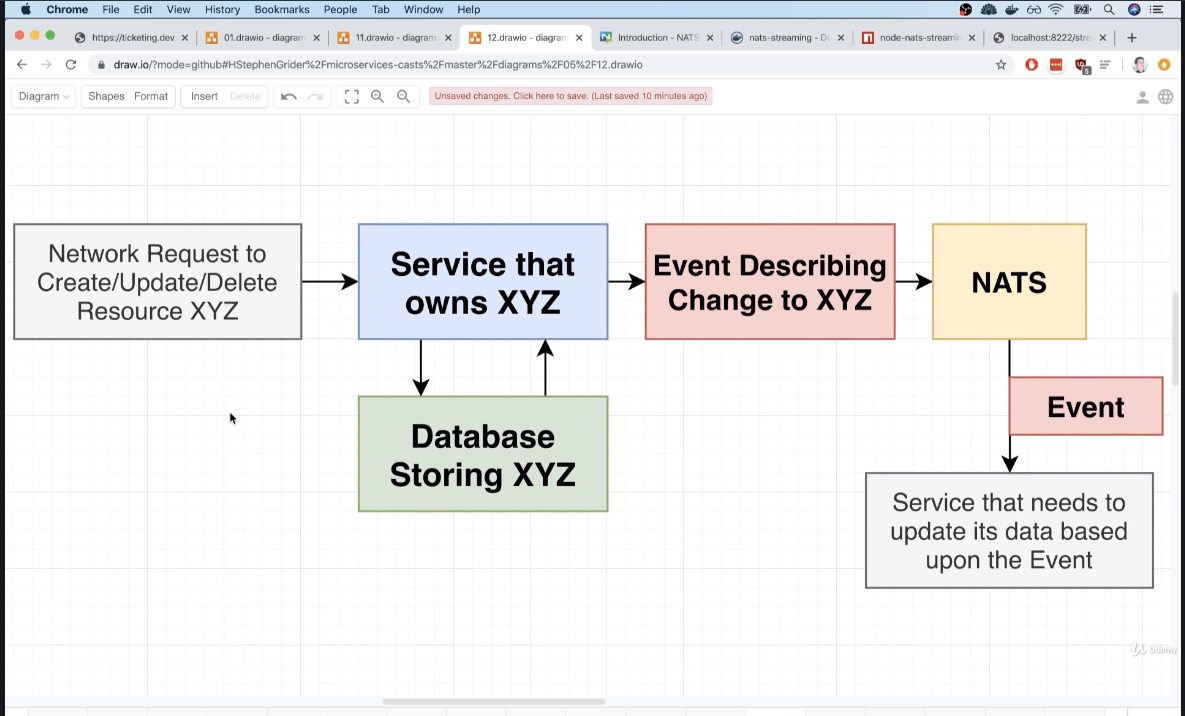 Chrome File Edit View History Bookmarks People Tab Window Help
https://ticketing.dev
01.drawio - diagram
11.drawio - diagram
12.drawio - diagram
Introduction - NATS
nats-streaming - Do
node-nats-streamin
localhost:8222/stre
draw.io/?mode=github#HStephenGrider%2Fmicroservices-casts%2Fmaster%2Fdiagrams%2F05%2F12.drawio
Diagram Shapes Format Insert Delete Unsaved changes. Click here to save. (Last saved 10 minutes ago)
Network Request to
Create/Update/Delete
Resource XYZ
Service that
owns XYZ
Event Describing
Change to XYZ
NATS
Database
Storing XYZ
Event
Service that needs to
update its data based
upon the Event
Udemy